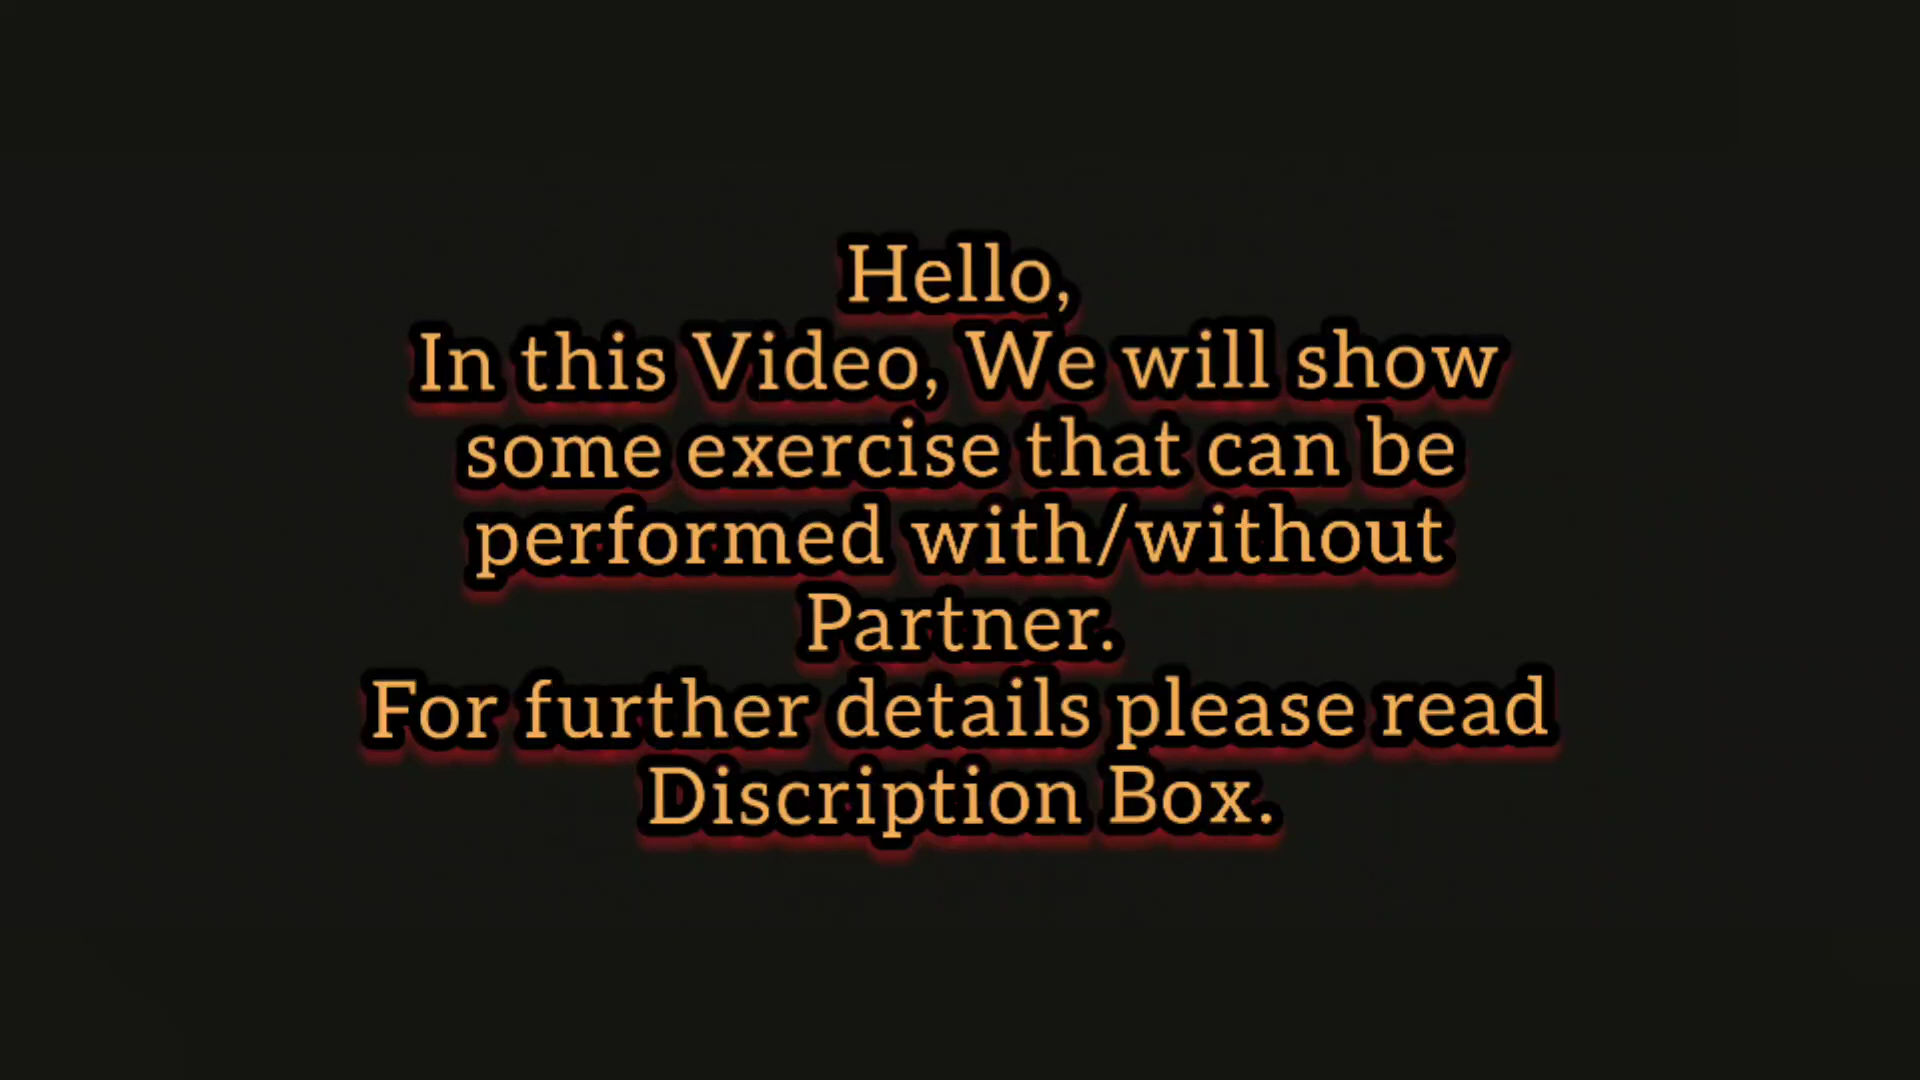 Hello,
In this Video, We will show
some exercise that can be
performed with/without
Partner.
For further details please read
Discription Box.